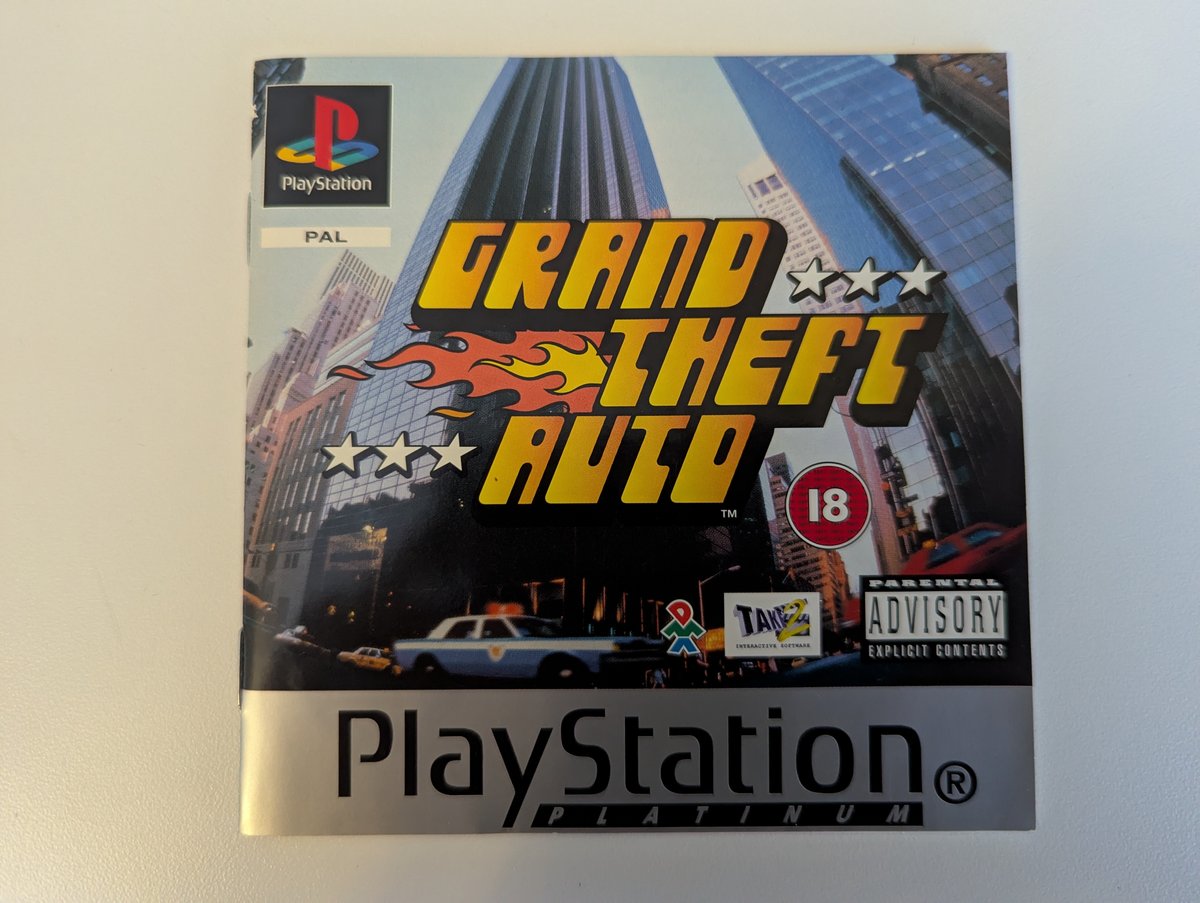 PlayStation
PAL
GRAND
THEFT
AUTO
TM
18
TAKE 2
INTERACTIVE SOFTWARE
PARENTAL
ADVISORY
EXPLICIT CONTENTS
PlayStation®
PLATINUM